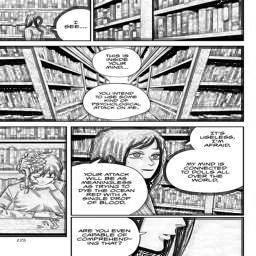 I
SEE...
THIS IS
INSIDE
YOUR
MIND...
YOU INTEND
TO USE SOME
KIND OF
PSYCHOLOGICAL
ATTACK ON ME.
IT'S
USELESS,
I'M
AFRAID.
MY MIND IS
CONNECTED
TO DOLLS ALL
OVER THE
WORLD.
YOUR ATTACK
WILL BE AS
MEANINGLESS
AS TRYING TO
DYE THE OCEAN
RED WITH A
SINGLE DROP
OF BLOOD.
ARE YOU EVEN
CAPABLE OF
COMPREHEND-
ING THAT?